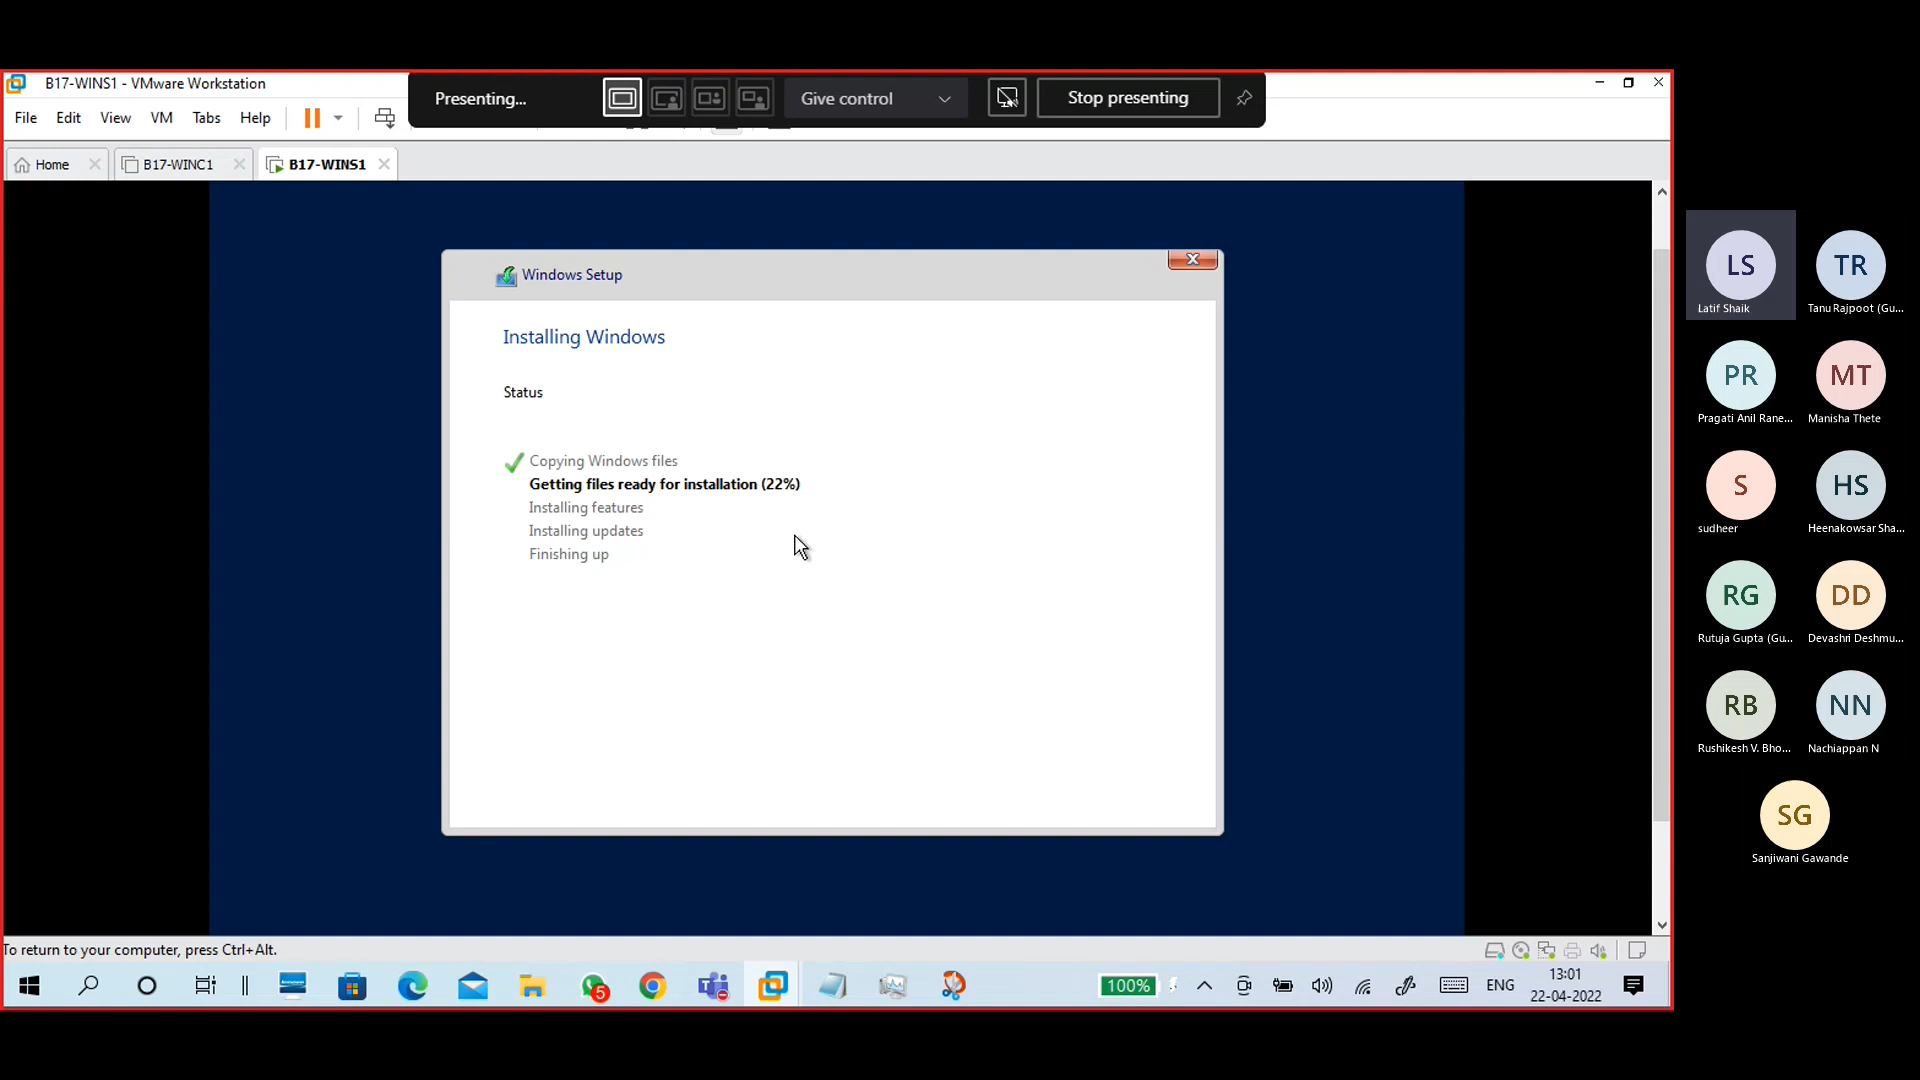 B17-WINS1 - VMware Workstation
Presenting...
Give control
Stop presenting
File Edit View VM Tabs Help
Home B17-WINC1 B17-WINS1
Windows Setup
Installing Windows
Status
Copying Windows files
Getting files ready for installation (22%)
Installing features
Installing updates
Finishing up
To return to your computer, press Ctrl+Alt.
5
100%
ENG
13:01
22-04-2022
LS
Latif Shaik
TR
Tanu Rajpoot (Gu...
PR
Pragati Anil Rane...
MT
Manisha Thete
S
sudheer
HS
Heenakowsar Sha...
RG
Rutuja Gupta (Gu...
DD
Devashri Deshmu...
RB
Rushikesh V. Bho...
NN
Nachiappan N
SG
Sanjiwani Gawande